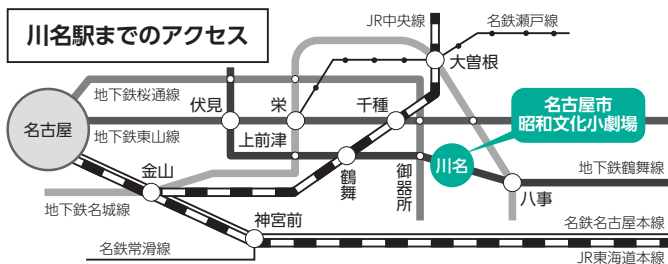 川名駅までのアクセス
JR中央線
名鉄瀬戸線
大曽根
地下鉄桜通線
伏見
栄
千種
名古屋市
昭和文化小劇場
名古屋
地下鉄東山線
上前津
鶴舞
御器所
川名
地下鉄鶴舞線
金山
八事
地下鉄名城線
神宮前
名鉄名古屋本線
名鉄常滑線
JR東海道本線